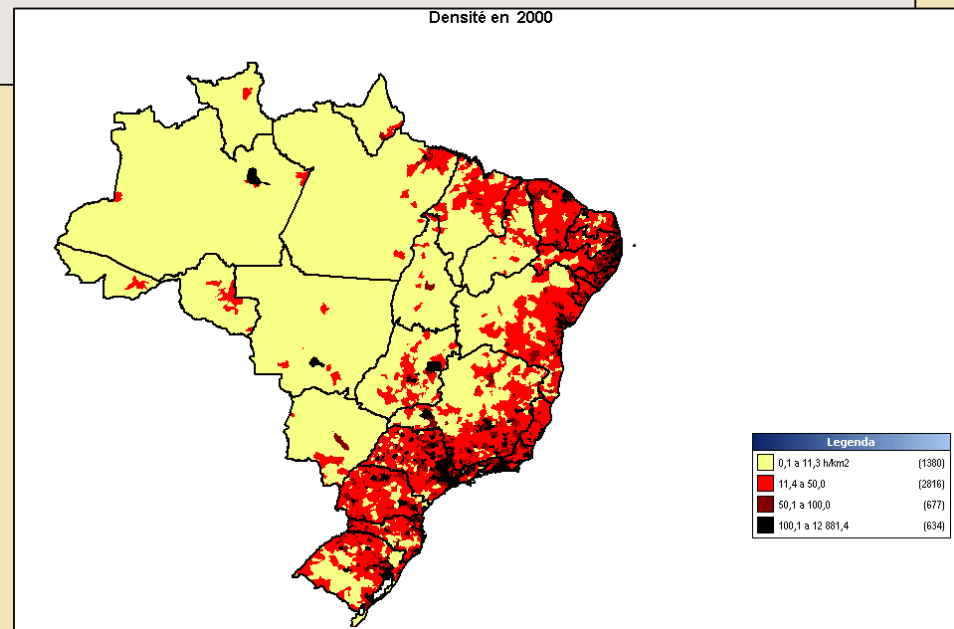 Densité en 2000
Legenda
0,1 a 11,3 h/km2 (1380)
11,4 a 50,0 (2816)
50,1 a 100,0 (677)
100,1 a 12 881,4 (634)